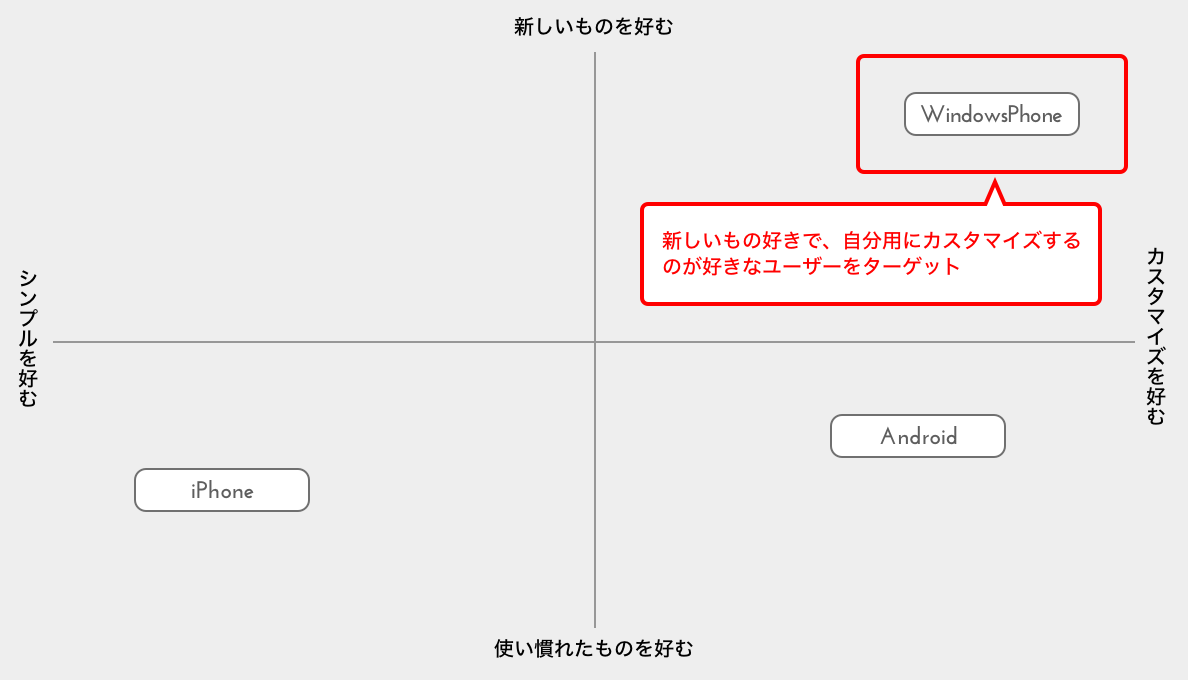 新しいものを好む
WindowsPhone
新しいもの好きで、自分用にカスタマイズする
のが好きなユーザーをターゲット
シンプルを好む
カスタマイズを好む
Android
iPhone
使い慣れたものを好む